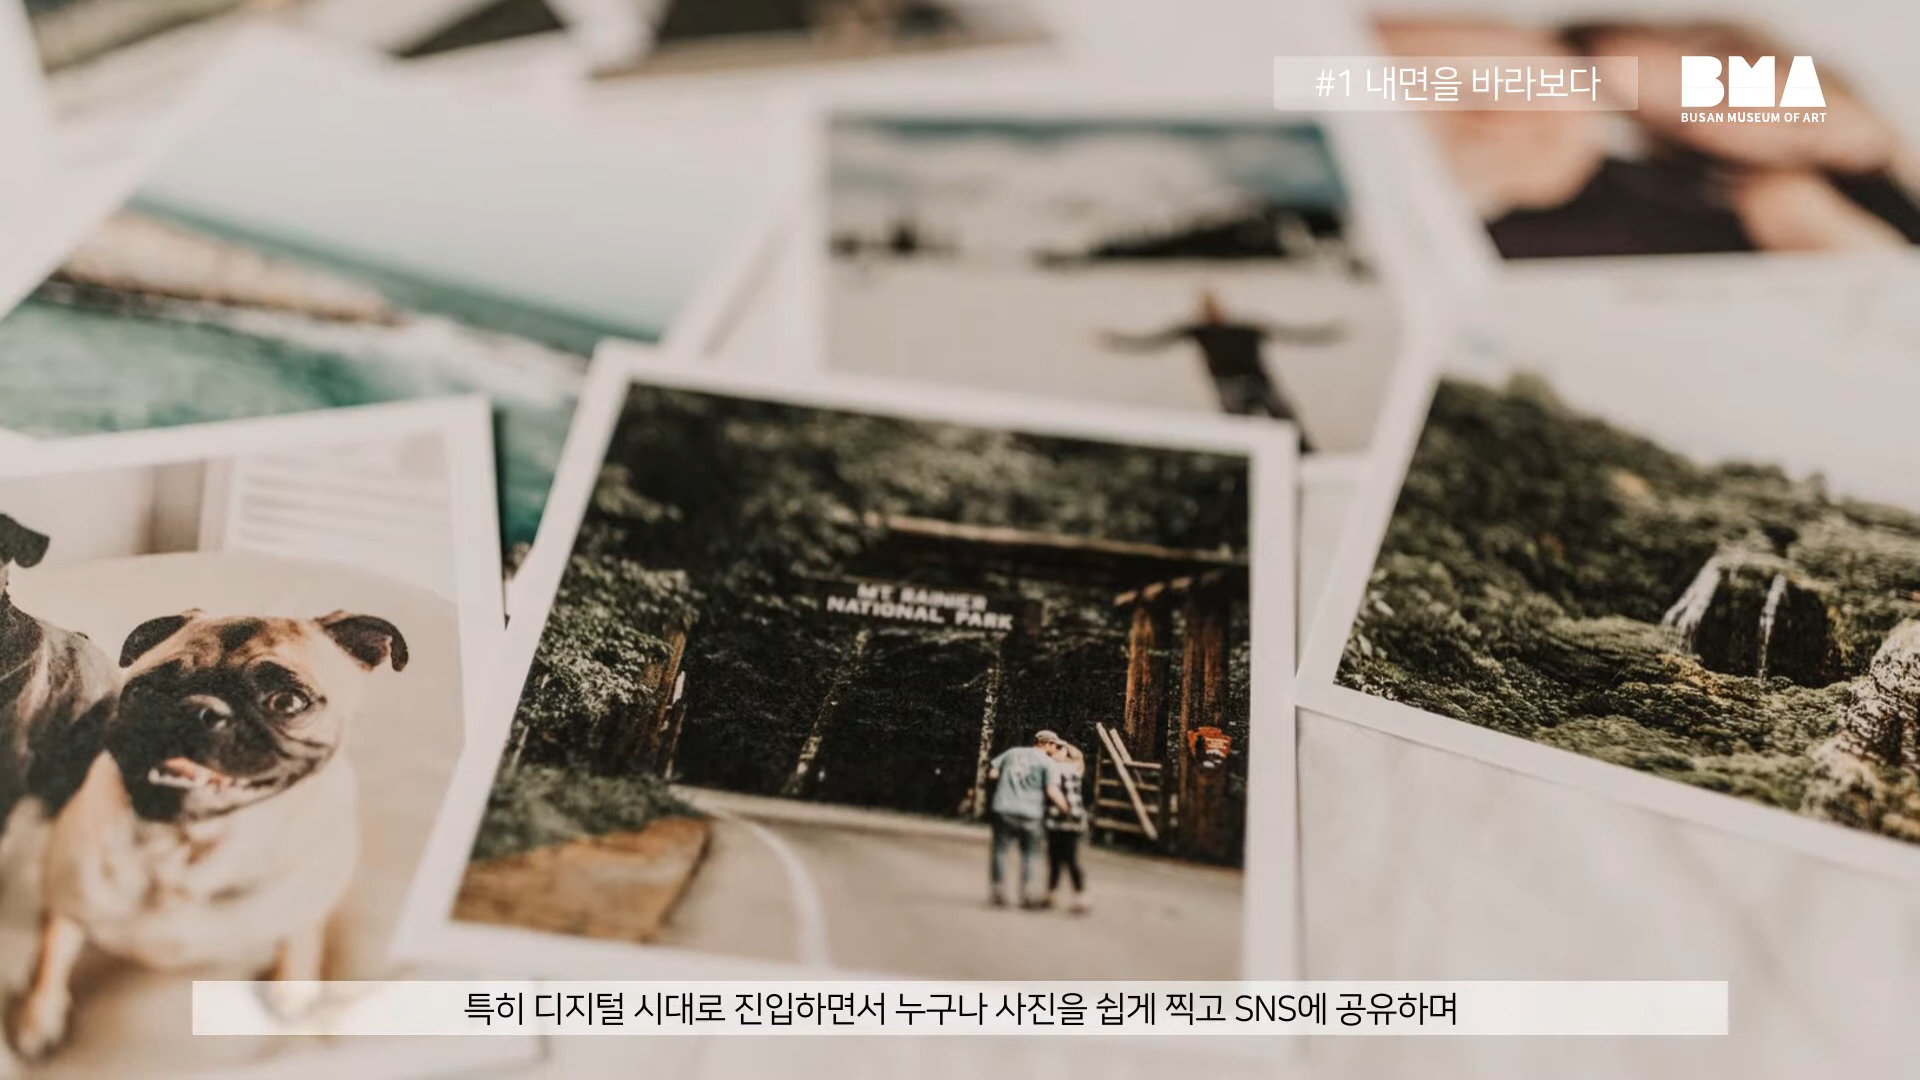 #1 내면을 바라보다
BMA
BUSAN MUSEUM OF ART
MT RAINIER
NATIONAL PARK
특히 디지털 시대로 진입하면서 누구나 사진을 쉽게 찍고 SNS에 공유하며